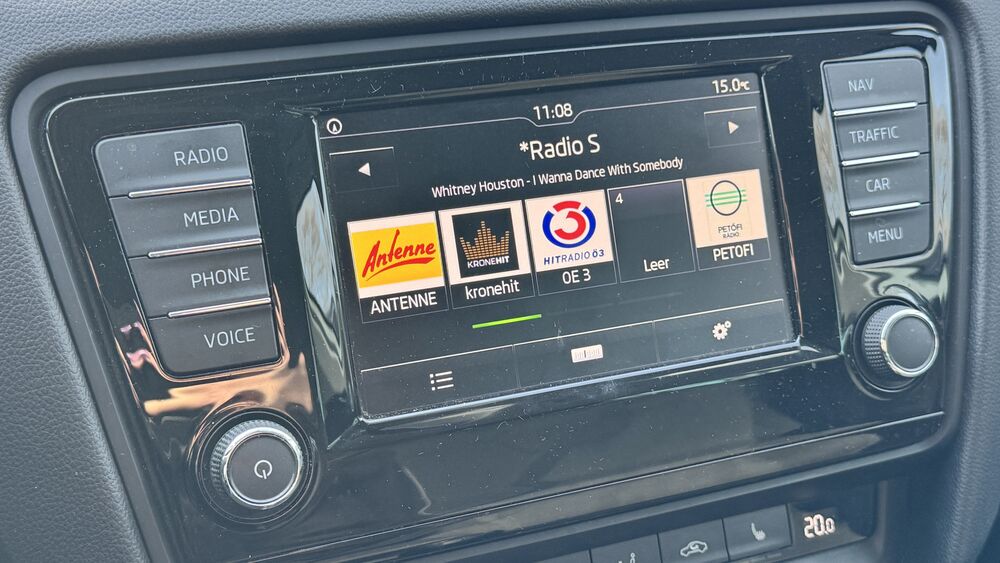 11:08
15.0°C
*Radio S
Whitney Houston - I Wanna Dance With Somebody
Antenne
ANTENNE
KRONEHIT
kronehit
3
HITRADIO Ö3
OE 3
4
Leer
PETŐFI
RÁDIÓ
PETOFI
RADIO
MEDIA
PHONE
VOICE
NAV
TRAFFIC
CAR
MENU
20.0